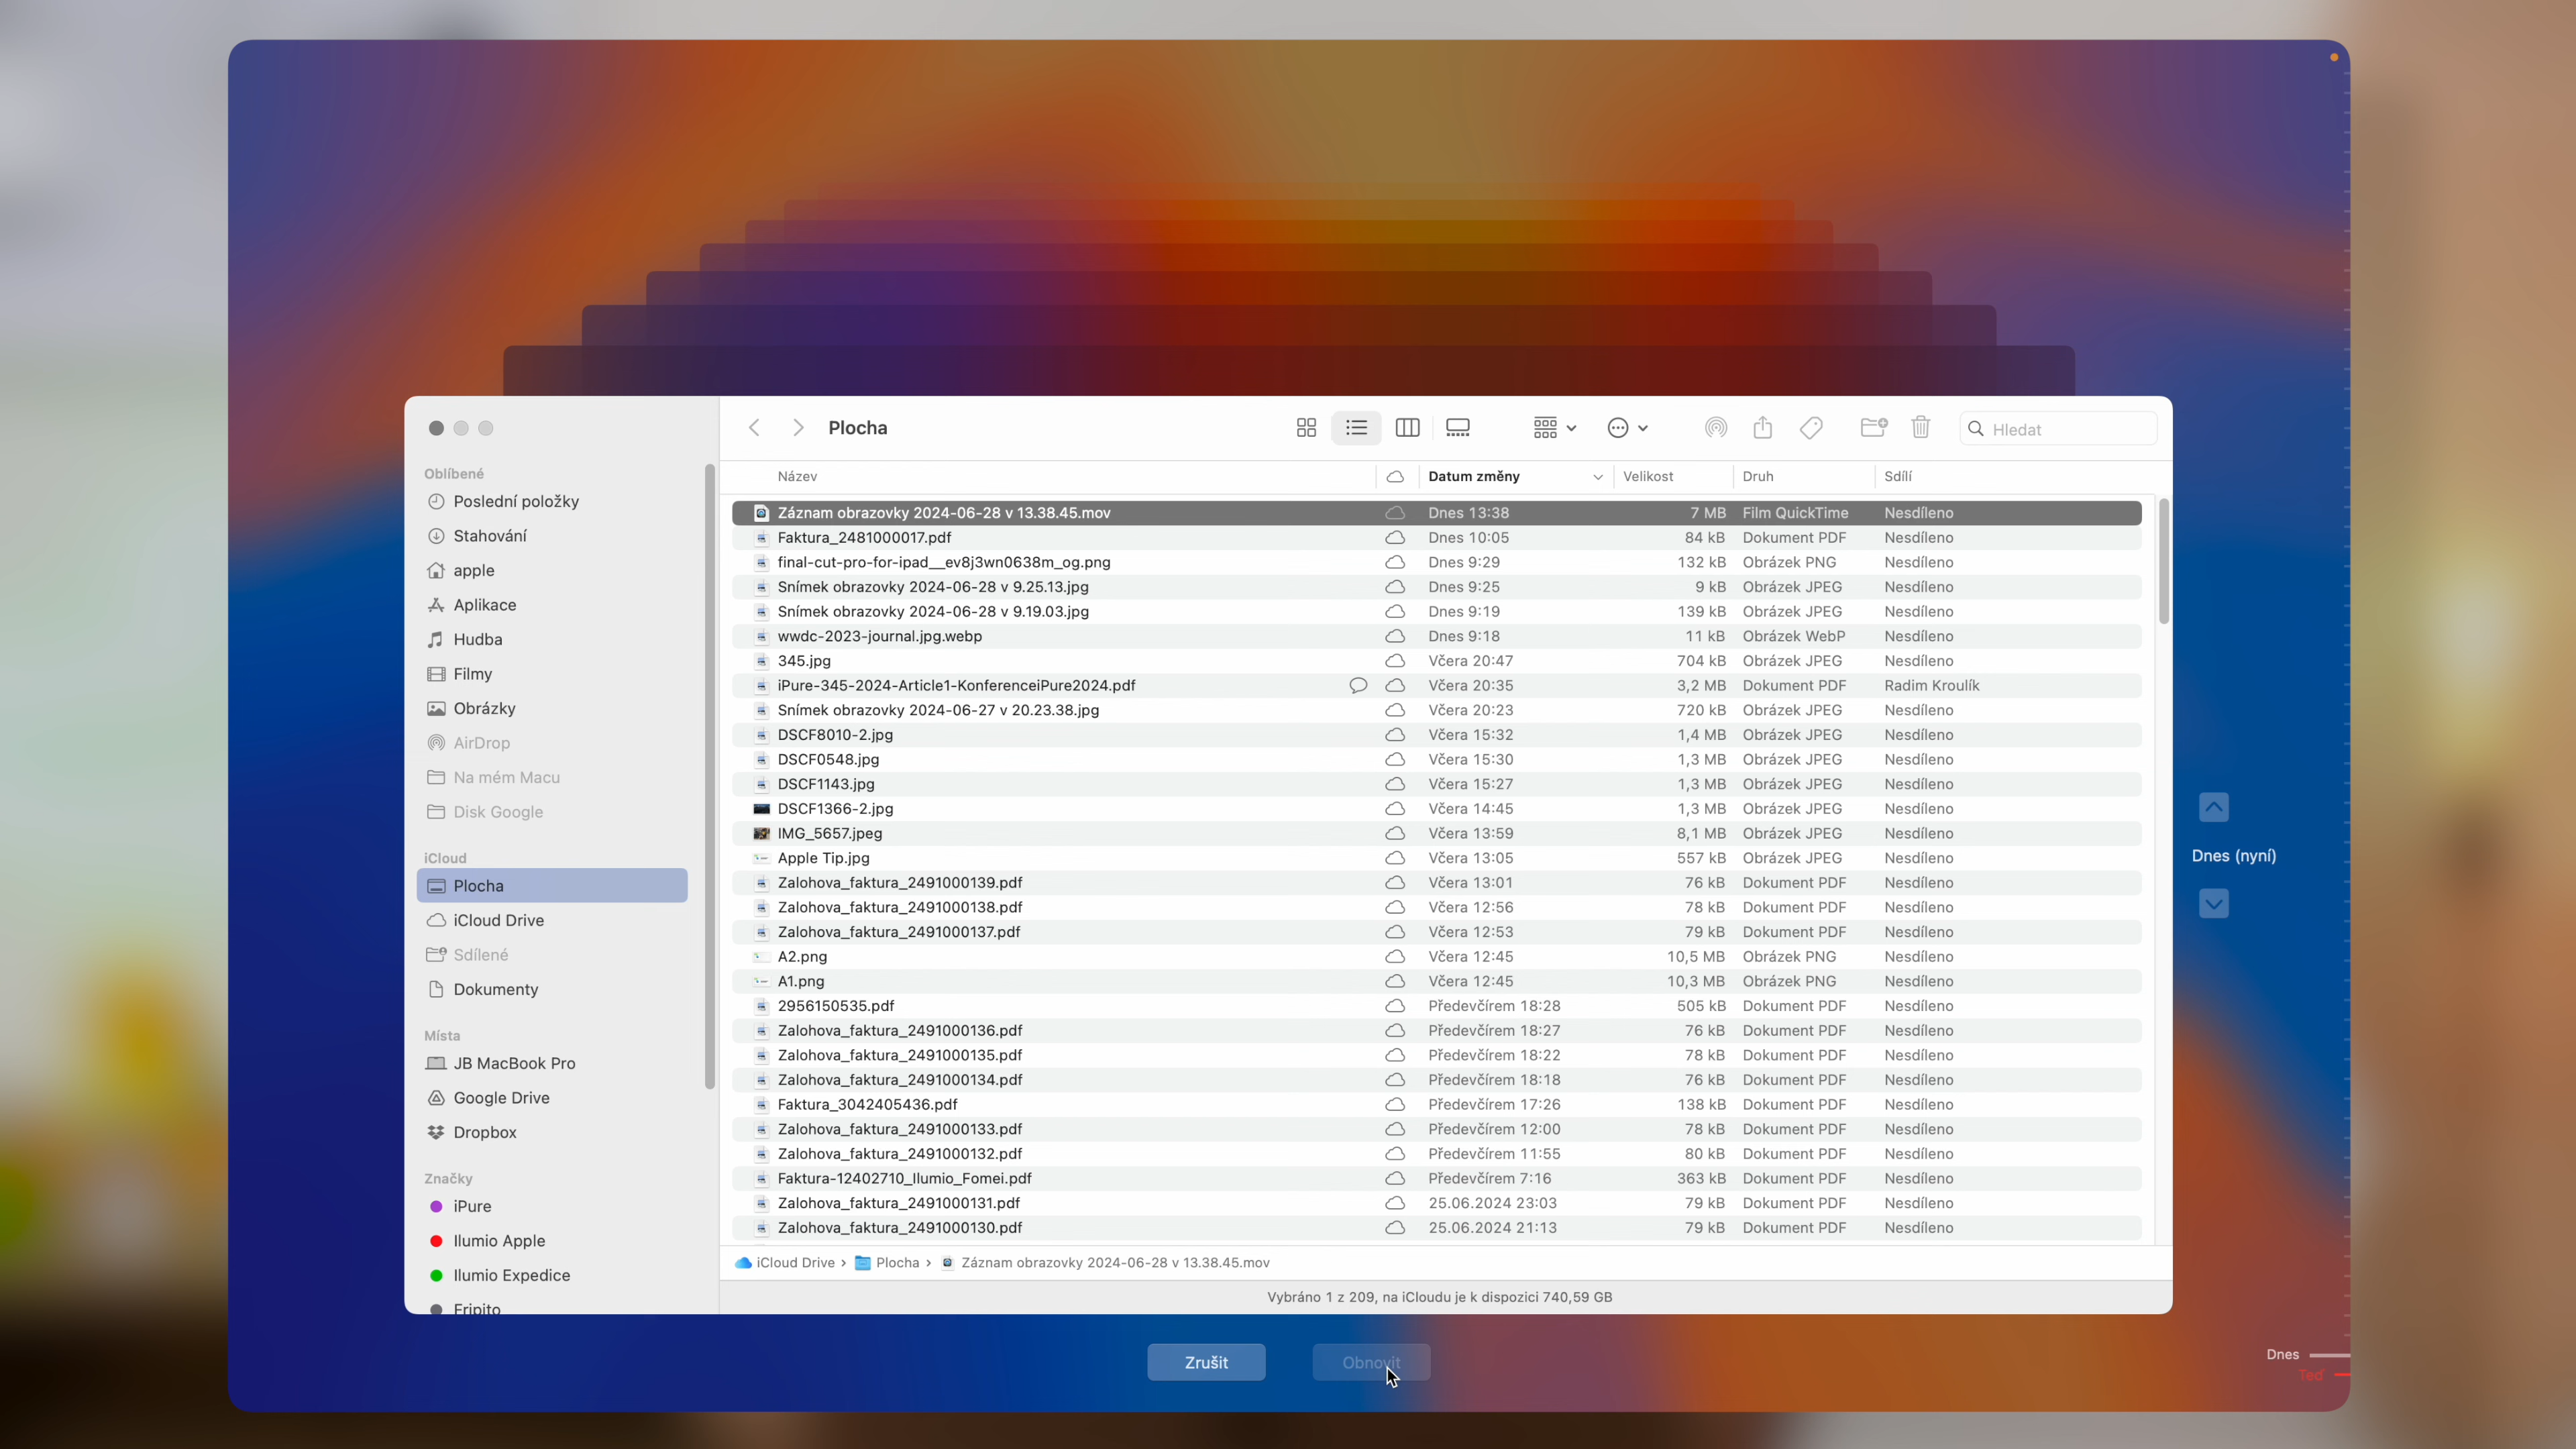 Plocha
Hledat
Oblíbené
Poslední položky
Stahování
apple
Aplikace
Hudba
Filmy
Obrázky
AirDrop
Na mém Macu
Disk Google
iCloud
Plocha
iCloud Drive
Sdílené
Dokumenty
Místa
JB MacBook Pro
Google Drive
Dropbox
Značky
iPure
Ilumio Apple
Ilumio Expedice
Fripito
Název Datum změny Velikost Druh Sdílí
Záznam obrazovky 2024-06-28 v 13.38.45.mov Dnes 13:38 7 MB Film QuickTime Nesdíleno
Faktura_2481000017.pdf Dnes 10:05 84 kB Dokument PDF Nesdíleno
final-cut-pro-for-ipad__ev8j3wn0638m_og.png Dnes 9:29 132 kB Obrázek PNG Nesdíleno
Snímek obrazovky 2024-06-28 v 9.25.13.jpg Dnes 9:25 9 kB Obrázek JPEG Nesdíleno
Snímek obrazovky 2024-06-28 v 9.19.03.jpg Dnes 9:19 139 kB Obrázek JPEG Nesdíleno
wwdc-2023-journal.jpg.webp Dnes 9:18 11 kB Obrázek WebP Nesdíleno
345.jpg Včera 20:47 704 kB Obrázek JPEG Nesdíleno
iPure-345-2024-Article1-KonferenceiPure2024.pdf Včera 20:35 3,2 MB Dokument PDF Radim Kroulík
Snímek obrazovky 2024-06-27 v 20.23.38.jpg Včera 20:23 720 kB Obrázek JPEG Nesdíleno
DSCF8010-2.jpg Včera 15:32 1,4 MB Obrázek JPEG Nesdíleno
DSCF0548.jpg Včera 15:30 1,3 MB Obrázek JPEG Nesdíleno
DSCF1143.jpg Včera 15:27 1,3 MB Obrázek JPEG Nesdíleno
DSCF1366-2.jpg Včera 14:45 1,3 MB Obrázek JPEG Nesdíleno
IMG_5657.jpeg Včera 13:59 8,1 MB Obrázek JPEG Nesdíleno
Apple Tip.jpg Včera 13:05 557 kB Obrázek JPEG Nesdíleno
Zalohova_faktura_2491000139.pdf Včera 13:01 76 kB Dokument PDF Nesdíleno
Zalohova_faktura_2491000138.pdf Včera 12:56 78 kB Dokument PDF Nesdíleno
Zalohova_faktura_2491000137.pdf Včera 12:53 79 kB Dokument PDF Nesdíleno
A2.png Včera 12:45 10,5 MB Obrázek PNG Nesdíleno
A1.png Včera 12:45 10,3 MB Obrázek PNG Nesdíleno
2956150535.pdf Předevčírem 18:28 505 kB Dokument PDF Nesdíleno
Zalohova_faktura_2491000136.pdf Předevčírem 18:27 76 kB Dokument PDF Nesdíleno
Zalohova_faktura_2491000135.pdf Předevčírem 18:22 78 kB Dokument PDF Nesdíleno
Zalohova_faktura_2491000134.pdf Předevčírem 18:18 76 kB Dokument PDF Nesdíleno
Faktura_3042405436.pdf Předevčírem 17:26 138 kB Dokument PDF Nesdíleno
Zalohova_faktura_2491000133.pdf Předevčírem 12:00 78 kB Dokument PDF Nesdíleno
Zalohova_faktura_2491000132.pdf Předevčírem 11:55 80 kB Dokument PDF Nesdíleno
Faktura-12402710_Ilumio_Fomei.pdf Předevčírem 7:16 363 kB Dokument PDF Nesdíleno
Zalohova_faktura_2491000131.pdf 25.06.2024 23:03 79 kB Dokument PDF Nesdíleno
Zalohova_faktura_2491000130.pdf 25.06.2024 21:13 79 kB Dokument PDF Nesdíleno
iCloud Drive › Plocha › Záznam obrazovky 2024-06-28 v 13.38.45.mov
Vybráno 1 z 209, na iCloudu je k dispozici 740,59 GB
Dnes (nyní)
Zrušit
Obnovit
Dnes
Teď